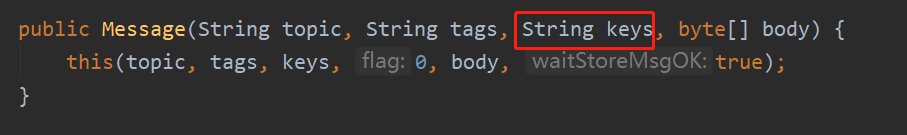 public Message(String topic, String tags, String keys, byte[] body) {
this(topic, tags, keys, flag: 0, body, waitStoreMsgOK: true);
}